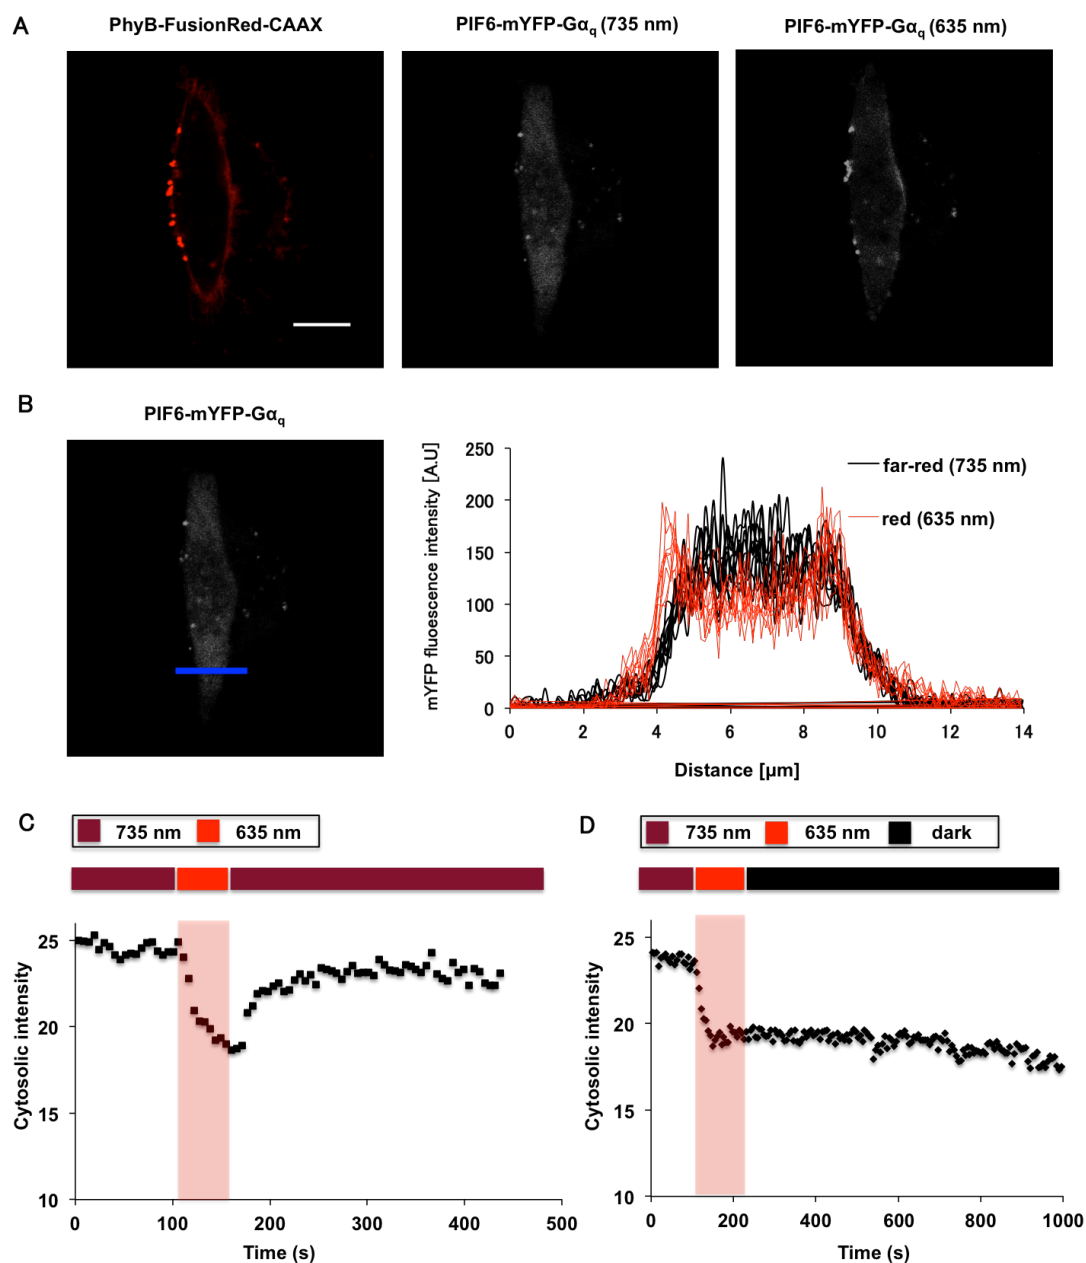 A
PhyB-FusionRed-CAAX
PIF6-mYFP-Gαq (735 nm)
PIF6-mYFP-Gαq (635 nm)
B
PIF6-mYFP-Gαq
mYFP fluoescence intensity [A.U]
250
200
150
100
50
0
far-red (735 nm)
red (635 nm)
0 2 4 6 8 10 12 14
Distance [µm]
C
735 nm 635 nm
Cytosolic intensity
25
20
15
10
0 100 200 300 400 500
Time (s)
D
735 nm 635 nm dark
Cytosolic intensity
25
20
15
10
0 200 400 600 800 1000
Time (s)